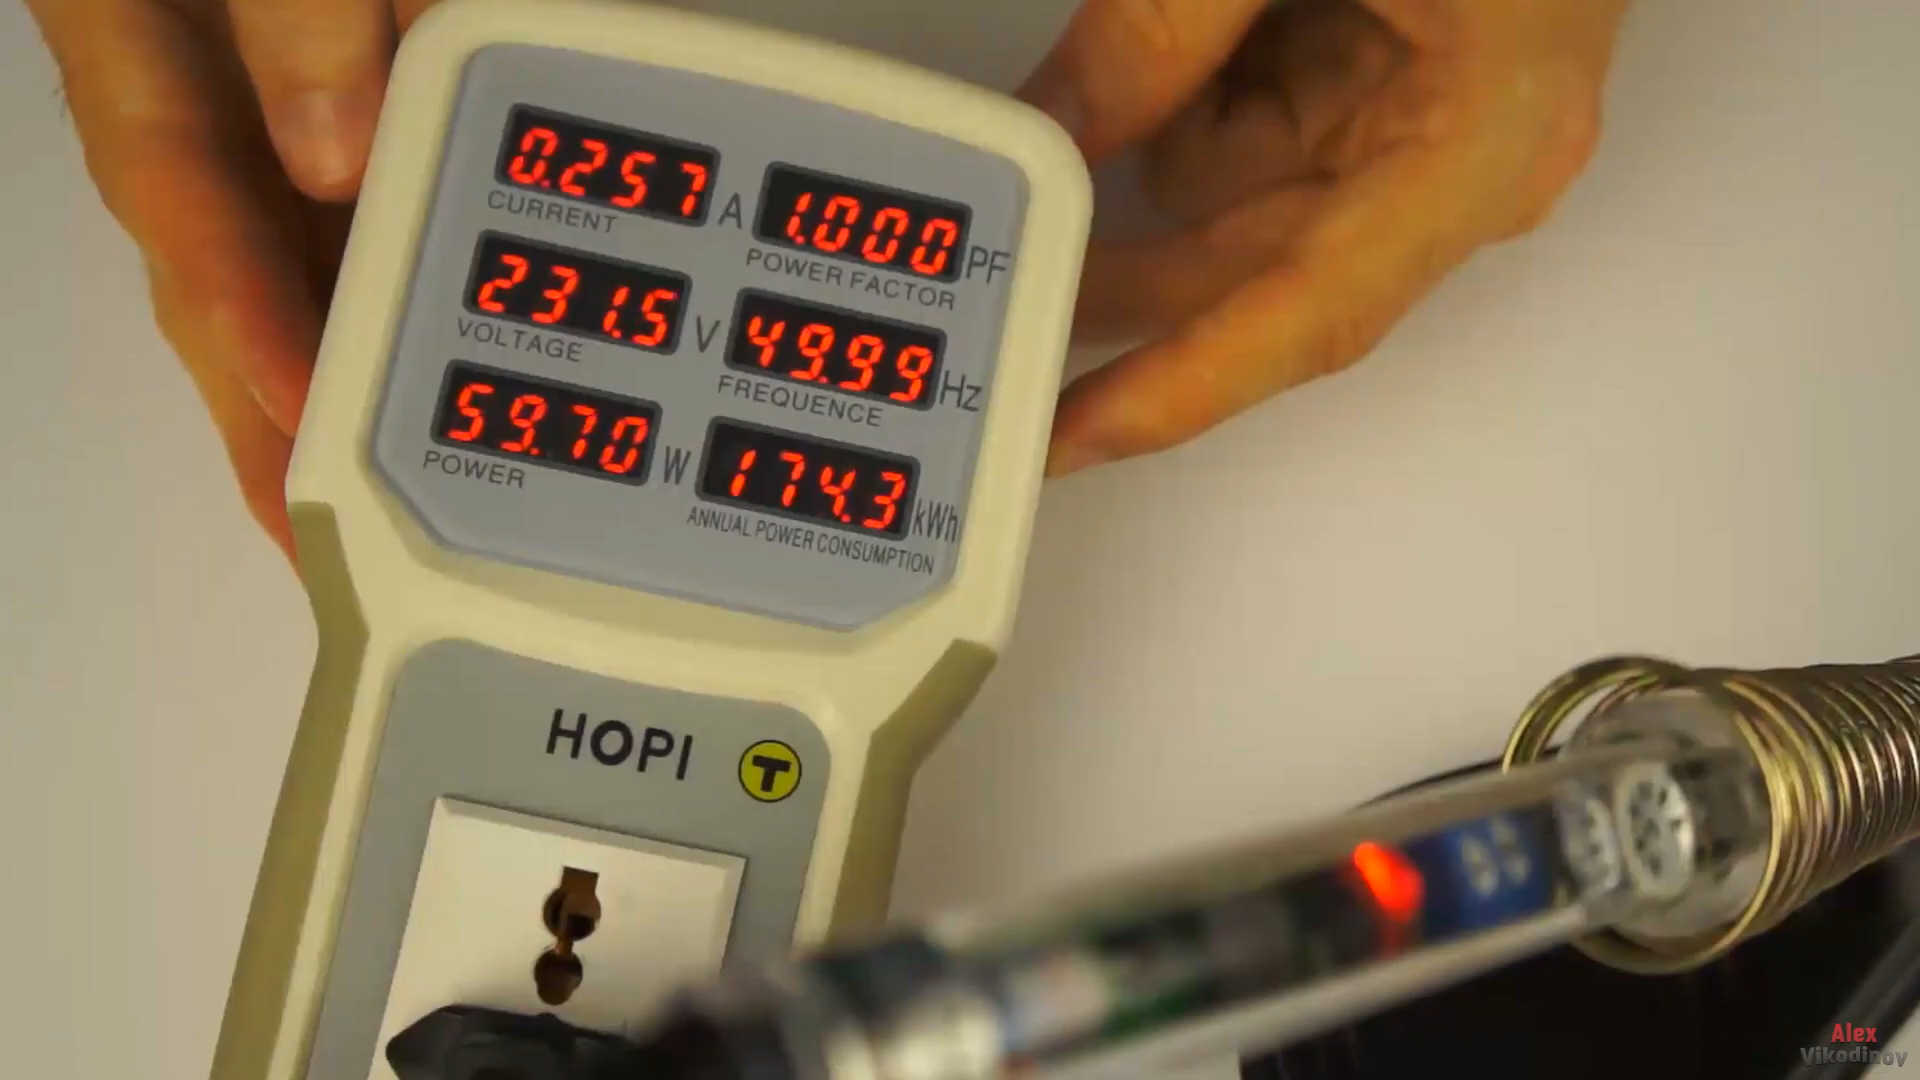 0.257 A
CURRENT
1.000 PF
POWER FACTOR
231.5 V
VOLTAGE
49.99 Hz
FREQUENCE
59.70 W
POWER
174.3 kWh
ANNUAL POWER CONSUMPTION
HOPI T
Alex
Vikodinov